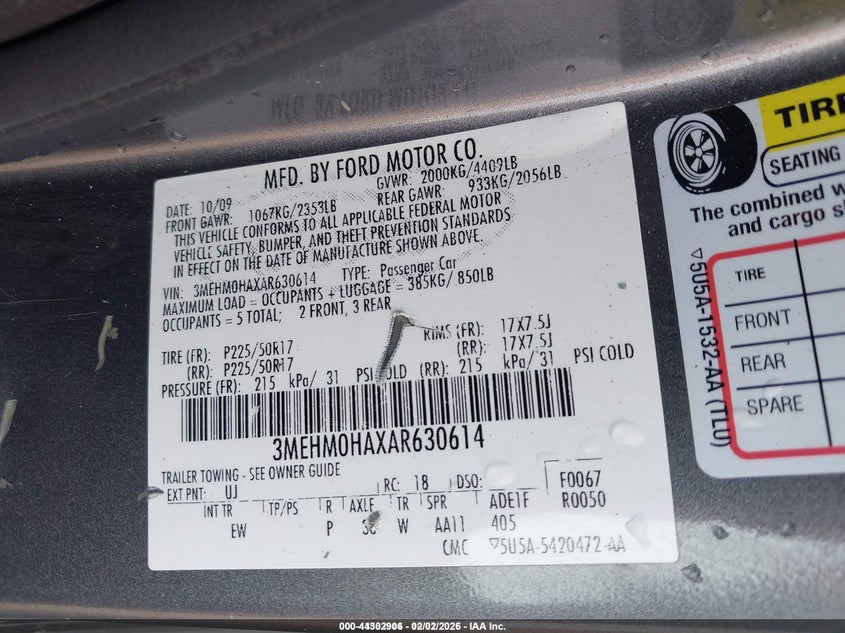 MFD. BY FORD MOTOR CO.
DATE: 10/09 GVWR: 2000KG/4409LB
FRONT GAWR: 1067KG/2353LB REAR GAWR: 933KG/2056LB
THIS VEHICLE CONFORMS TO ALL APPLICABLE FEDERAL MOTOR
VEHICLE SAFETY, BUMPER, AND THEFT PREVENTION STANDARDS
IN EFFECT ON THE DATE OF MANUFACTURE SHOWN ABOVE.
VIN: 3MEHM0HAXAR630614 TYPE: Passenger Car
MAXIMUM LOAD = OCCUPANTS + LUGGAGE = 385KG/ 850LB
OCCUPANTS = 5 TOTAL; 2 FRONT, 3 REAR
TIRE (FR): P225/50R17 RIMS (FR): 17X7.5J
(RR): P225/50R17 (RR): 17X7.5J
PRESSURE (FR): 215 kPa/ 31 PSI COLD (RR): 215 kPa/ 31 PSI COLD
3MEHM0HAXAR630614
TRAILER TOWING - SEE OWNER GUIDE
EXT PNT: UJ RC: 18 DSO: F0067
INT TR TP/PS R AXLE TR SPR ADE1F R0050
EW P W AA11 405
CMC ▽5U5A-5420472-AA
TIRE
SEATING
The combined w
and cargo s
TIRE
FRONT
REAR
SPARE
▽5U5A-1532-AA (TLU)
000-44302906 - 02/02/2026 - IAA Inc.